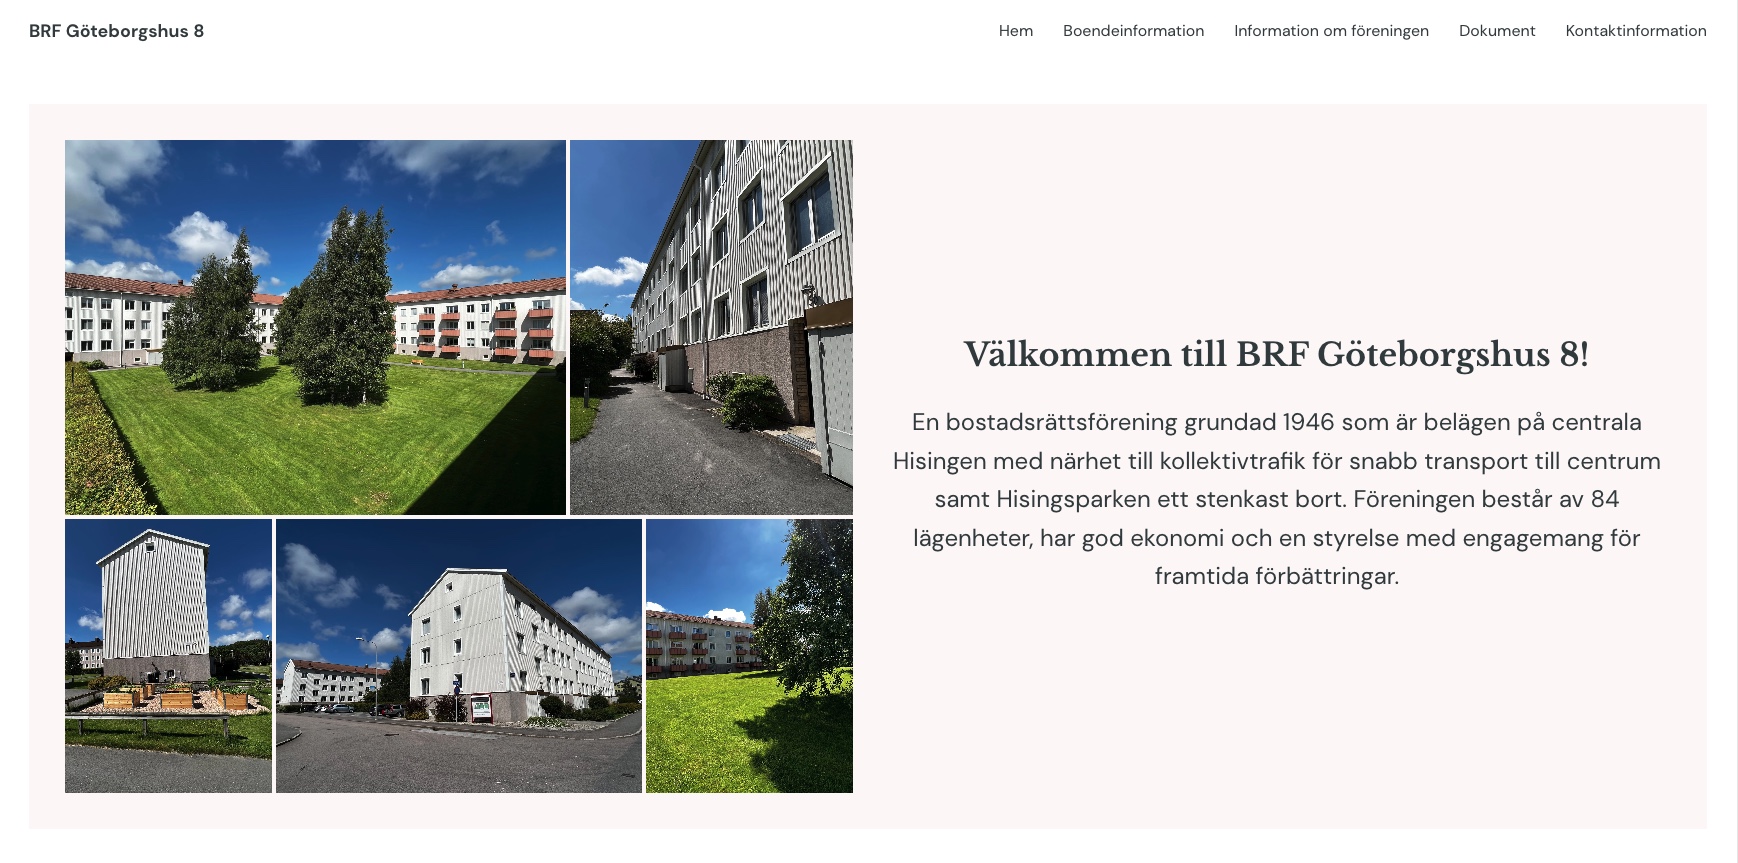 BRF Göteborgshus 8
Hem Boendeinformation Information om föreningen Dokument Kontaktinformation
Välkommen till BRF Göteborgshus 8!
En bostadsrättsförening grundad 1946 som är belägen på centrala
Hisingen med närhet till kollektivtrafik för snabb transport till centrum
samt Hisingsparken ett stenkast bort. Föreningen består av 84
lägenheter, har god ekonomi och en styrelse med engagemang för
framtida förbättringar.